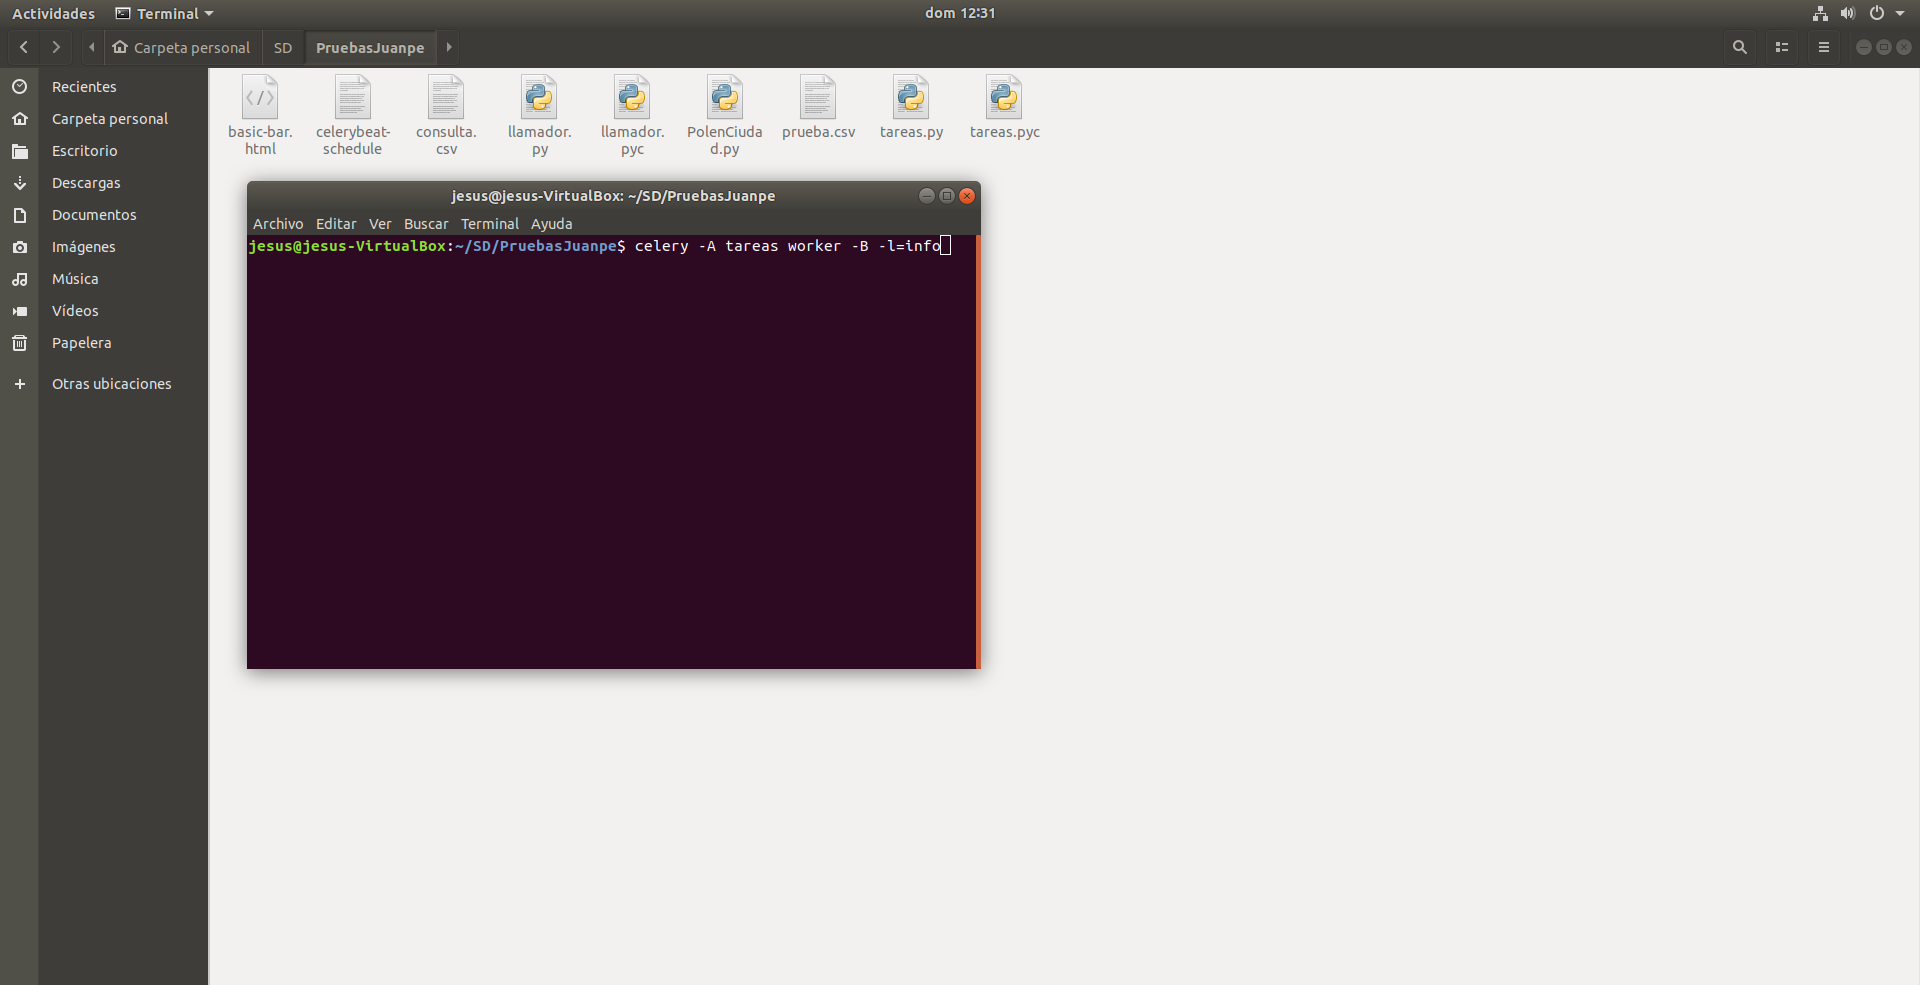 Actividades Terminal dom 12:31
Carpeta personal SD PruebasJuanpe
Recientes
Carpeta personal
Escritorio
Descargas
Documentos
Imágenes
Música
Vídeos
Papelera
Otras ubicaciones
basic-bar.
html
celerybeat-
schedule
consulta.
csv
llamador.
py
llamador.
pyc
PolenCiuda
d.py
prueba.csv
tareas.py
tareas.pyc
jesus@jesus-VirtualBox: ~/SD/PruebasJuanpe
Archivo Editar Ver Buscar Terminal Ayuda
jesus@jesus-VirtualBox:~/SD/PruebasJuanpe$ celery -A tareas worker -B -l=info